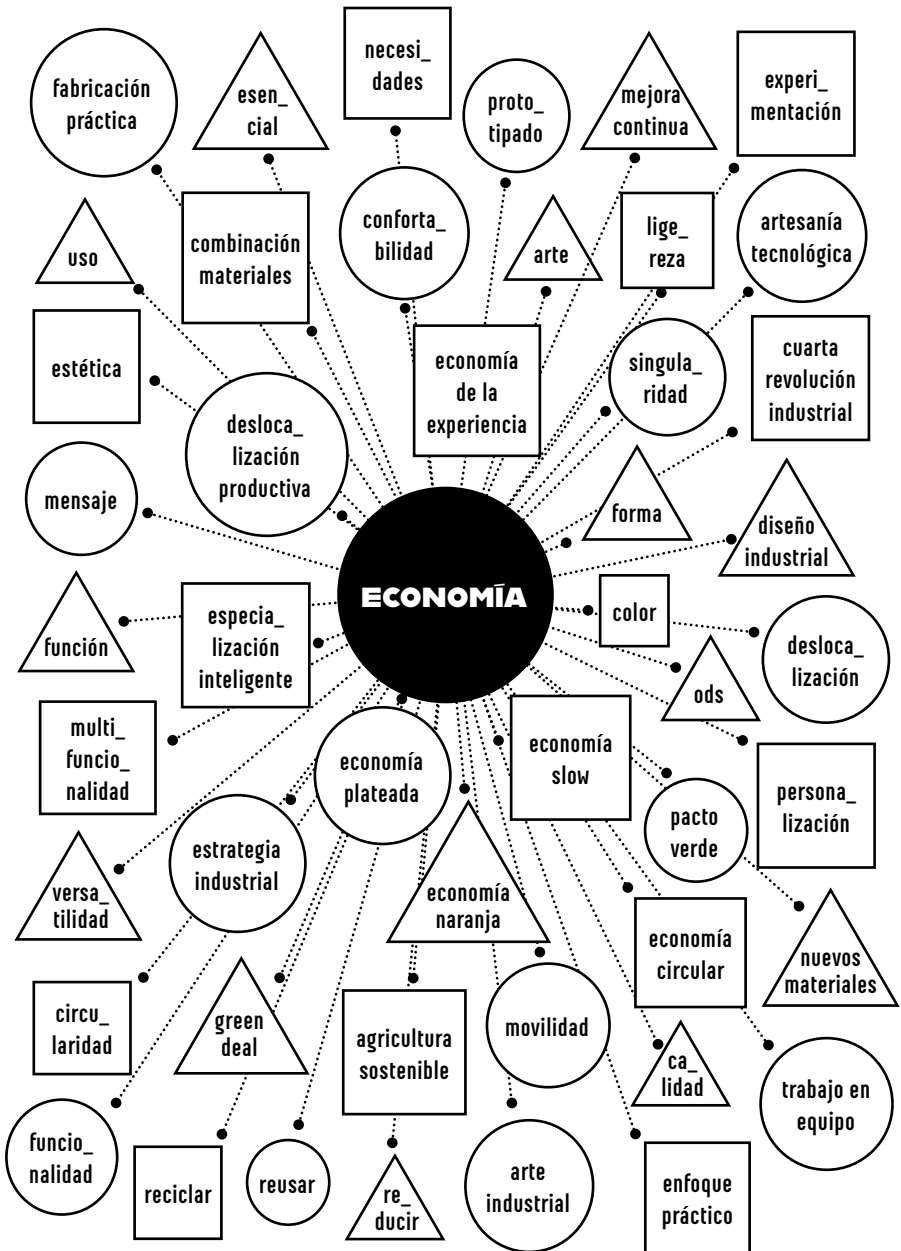 fabricación
práctica
esen_
cial
necesi_
dades
proto_
tipado
mejora
continua
experi_
mentación
uso
combinación
materiales
conforta_
bilidad
arte
lige_
reza
artesanía
tecnológica
estética
desloca_
lización
productiva
economía
de la
experiencia
singula_
ridad
cuarta
revolución
industrial
mensaje
forma
diseño
industrial
ECONOMÍA
función
especia_
lización
inteligente
color
ods
desloca_
lización
multi_
funcio_
nalidad
economía
plateada
economía
slow
persona_
lización
versa_
tilidad
estrategia
industrial
economía
naranja
pacto
verde
economía
circular
nuevos
materiales
circu_
laridad
green
deal
agricultura
sostenible
movilidad
ca_
lidad
trabajo en
equipo
funcio_
nalidad
reciclar
reusar
re_
ducir
arte
industrial
enfoque
práctico